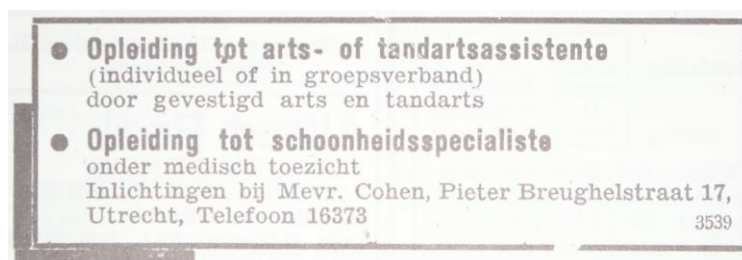 ● Opleiding tot arts- of tandartsassistente
(individueel of in groepsverband)
door gevestigd arts en tandarts
● Opleiding tot schoonheidsspecialiste
onder medisch toezicht
Inlichtingen bij Mevr. Cohen, Pieter Breughelstraat 17,
Utrecht, Telefoon 16373
3539